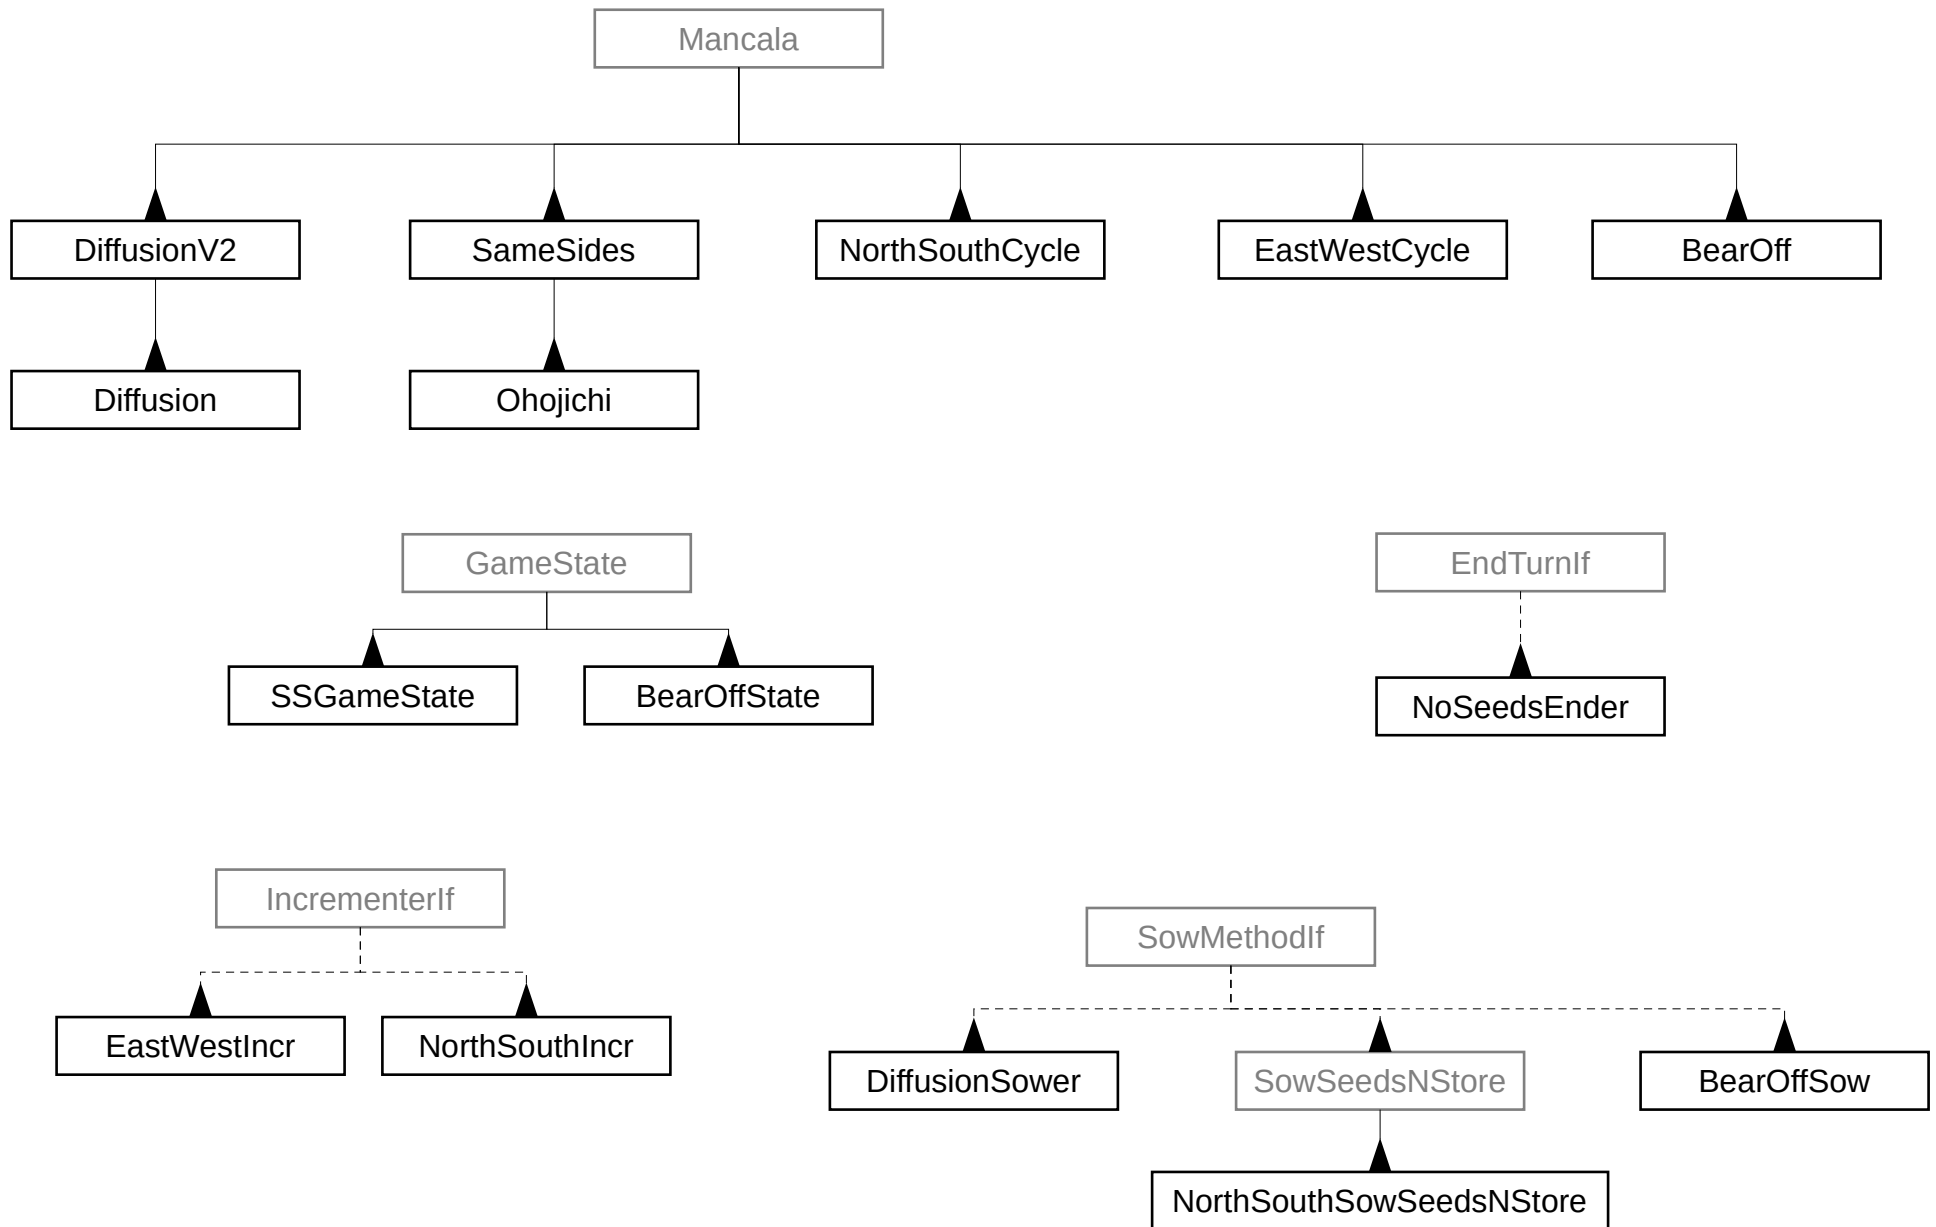 Mancala
DiffusionV2
SameSides
NorthSouthCycle
EastWestCycle
BearOff
Diffusion
Ohojichi
GameState
EndTurnIf
SSGameState
BearOffState
NoSeedsEnder
IncrementerIf
SowMethodIf
EastWestIncr
NorthSouthIncr
DiffusionSower
SowSeedsNStore
BearOffSow
NorthSouthSowSeedsNStore